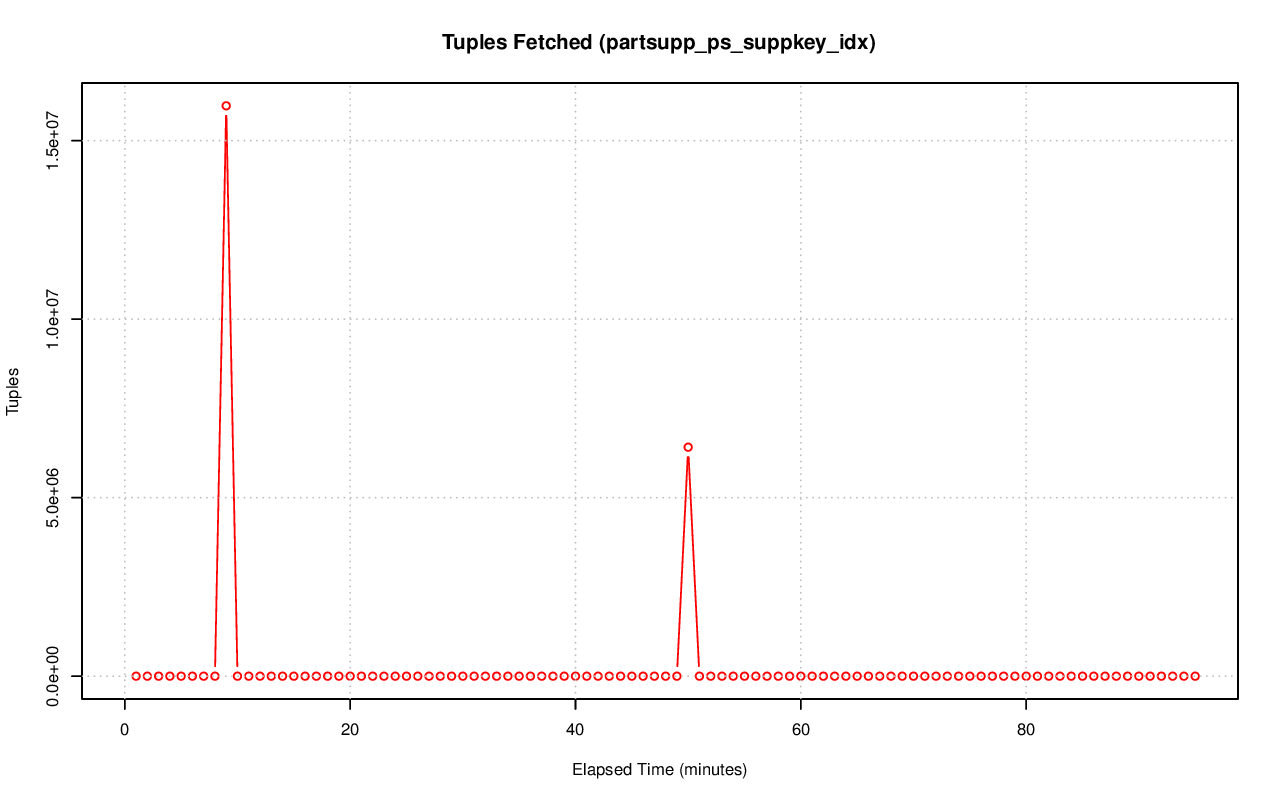 Tuples Fetched (partsupp_ps_suppkey_idx)
1.5e+07
1.0e+07
5.0e+06
0.0e+00
Tuples
0 20 40 60 80
Elapsed Time (minutes)